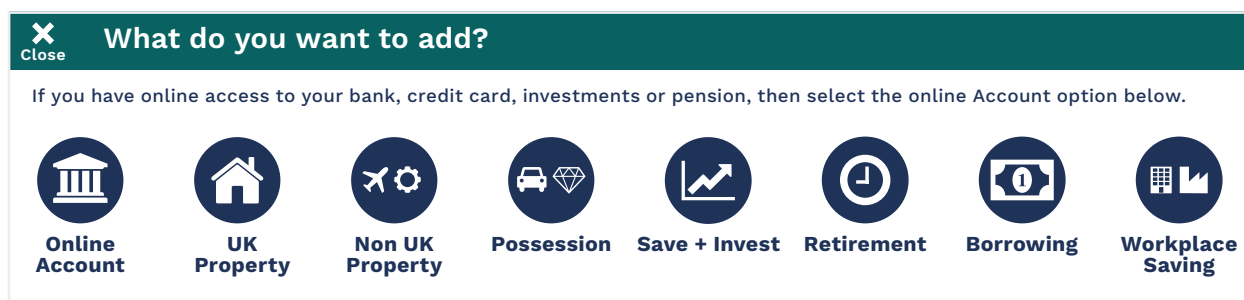 Close
What do you want to add?
If you have online access to your bank, credit card, investments or pension, then select the online Account option below.
1
Online
Account
UK
Property
Non UK
Property
Possession
Save + Invest
Retirement
Borrowing
Workplace
Saving